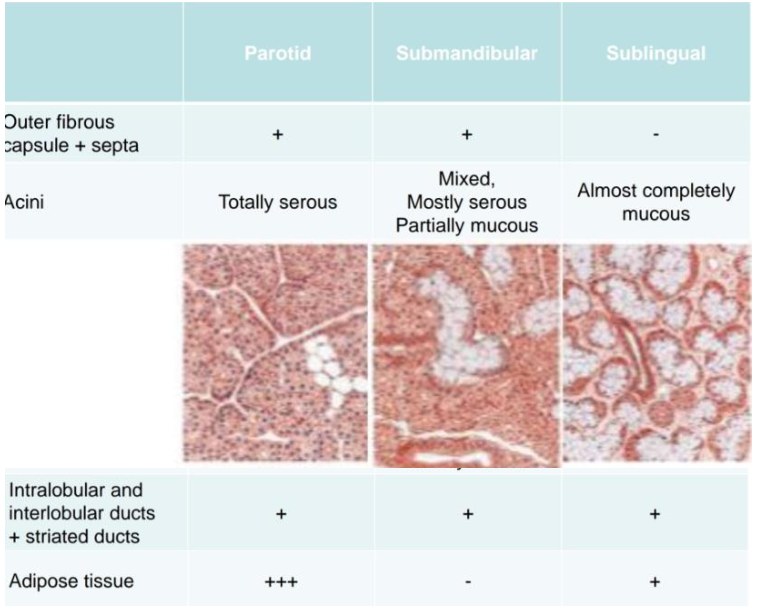 Parotid Submandibular Sublingual
Outer fibrous
capsule + septa
+ + -
Acini
Totally serous
Mixed,
Mostly serous
Partially mucous
Almost completely
mucous
Intralobular and
interlobular ducts
+ striated ducts
+ + +
Adipose tissue +++ - +